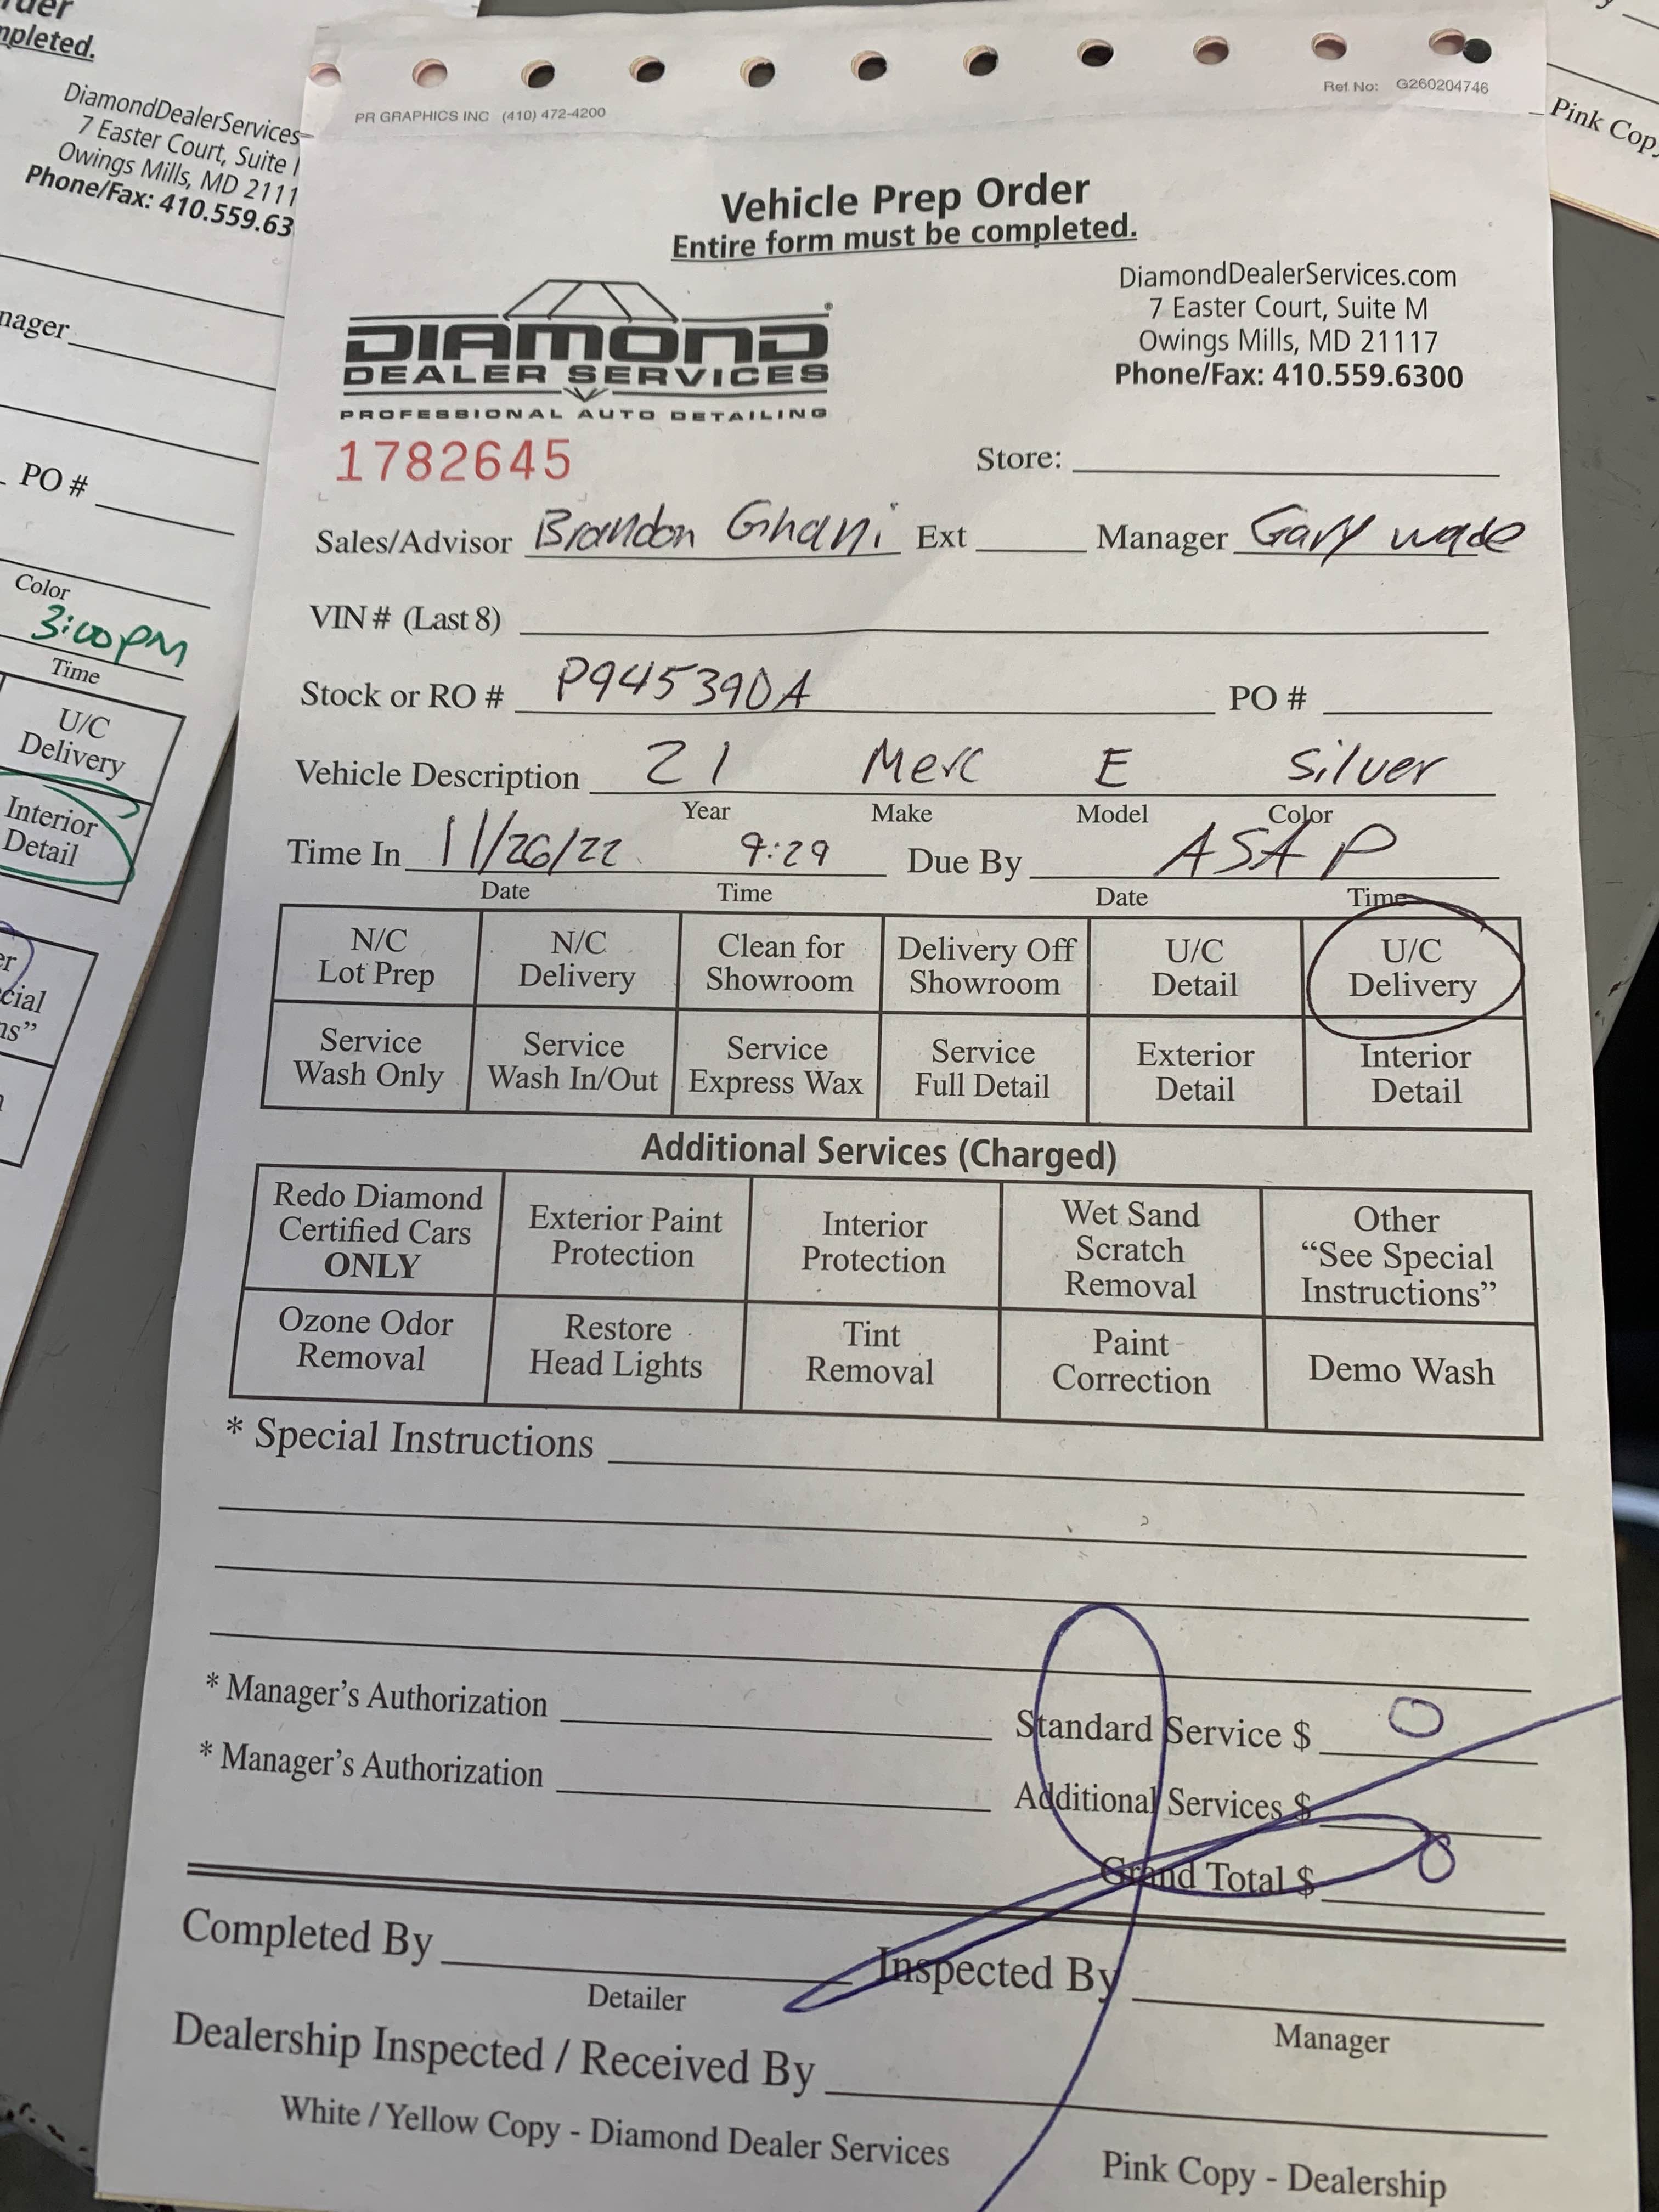 rder
mpleted.
DiamondDealerServices
7 Easter Court, Suite
Owings Mills, MD 2111
Phone/Fax: 410.559.63
nager
PO #
Color
3:00PM
Time
U/C
Delivery
Interior
Detail
er
cial
ns”
Pink Cop
PR GRAPHICS INC (410) 472-4200
Ref No: G260204746
Vehicle Prep Order
Entire form must be completed.
DIAMOND
DEALER SERVICES
PROFESSIONAL AUTO DETAILING
DiamondDealerServices.com
7 Easter Court, Suite M
Owings Mills, MD 21117
Phone/Fax: 410.559.6300
1782645
Store:
Sales/Advisor Brandon Ghani Ext Manager Gary wade
VIN # (Last 8)
Stock or RO # P945390A PO #
Vehicle Description 21 Merc E Silver
Year Make Model Color
Time In 11/26/22 9:29 Due By ASAP
Date Time Date Time
N/C Lot Prep
N/C Delivery
Clean for Showroom
Delivery Off Showroom
U/C Detail
U/C Delivery
Service Wash Only
Service Wash In/Out
Service Express Wax
Service Full Detail
Exterior Detail
Interior Detail
Additional Services (Charged)
Redo Diamond Certified Cars ONLY
Exterior Paint Protection
Interior Protection
Wet Sand Scratch Removal
Other “See Special Instructions”
Ozone Odor Removal
Restore Head Lights
Tint Removal
Paint Correction
Demo Wash
* Special Instructions
* Manager’s Authorization Standard Service $ 0
* Manager’s Authorization Additional Services $
Grand Total $ 0
Completed By Inspected By
Detailer Manager
Dealership Inspected / Received By
White / Yellow Copy - Diamond Dealer Services Pink Copy - Dealership